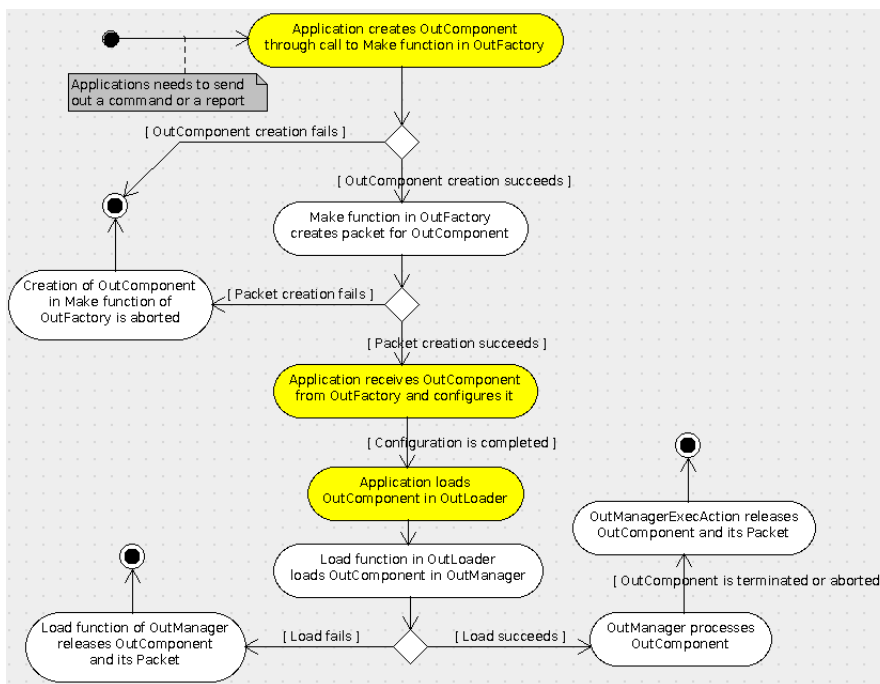 Application creates OutComponent
through call to Make function in OutFactory
Applications needs to send
out a command or a report
[ OutComponent creation fails ]
[ OutComponent creation succeeds ]
Make function in OutFactory
creates packet for OutComponent
Creation of OutComponent
in Make function of
OutFactory is aborted
[ Packet creation fails ]
[ Packet creation succeeds ]
Application receives OutComponent
from OutFactory and configures it
[ Configuration is completed ]
Application loads
OutComponent in OutLoader
OutManagerExecAction releases
OutComponent and its Packet
Load function in OutLoader
loads OutComponent in OutManager
[ OutComponent is terminated or aborted ]
Load function of OutManager
releases OutComponent
and its Packet
[ Load fails ]
[ Load succeeds ]
OutManager processes
OutComponent